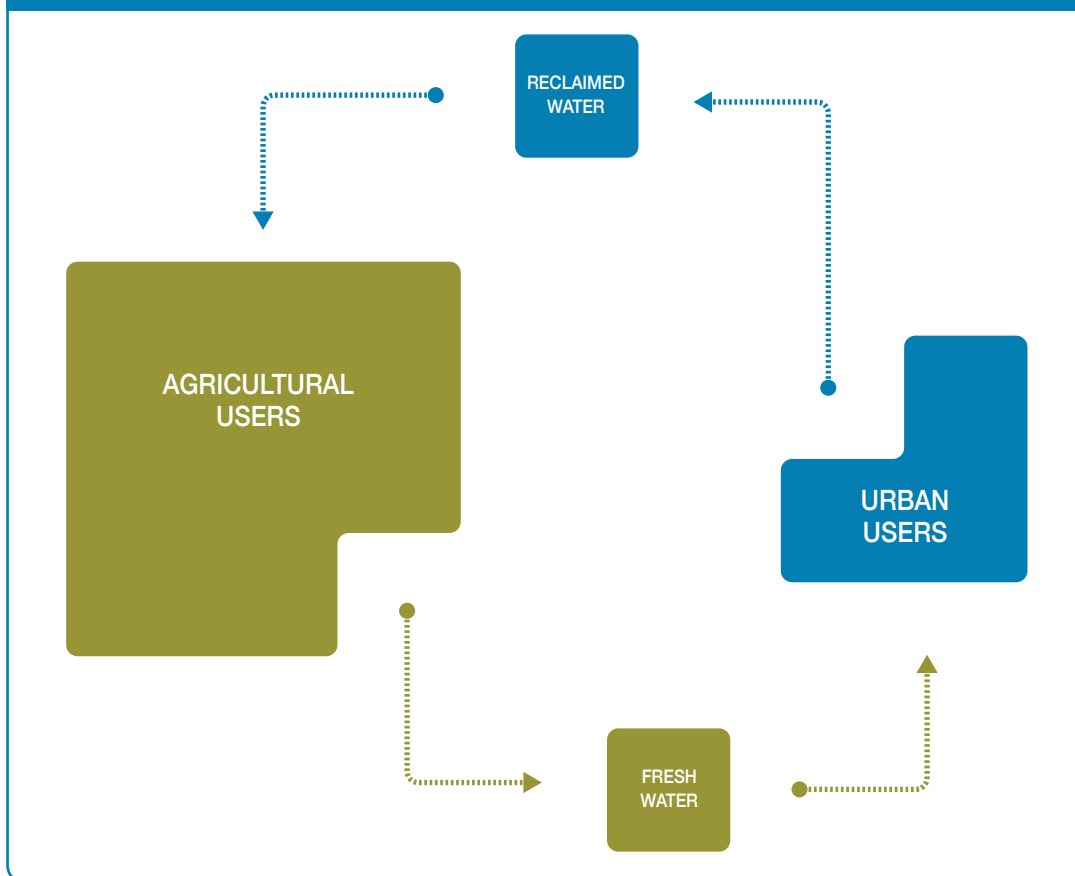 RECLAIMED
WATER
AGRICULTURAL
USERS
URBAN
USERS
FRESH
WATER